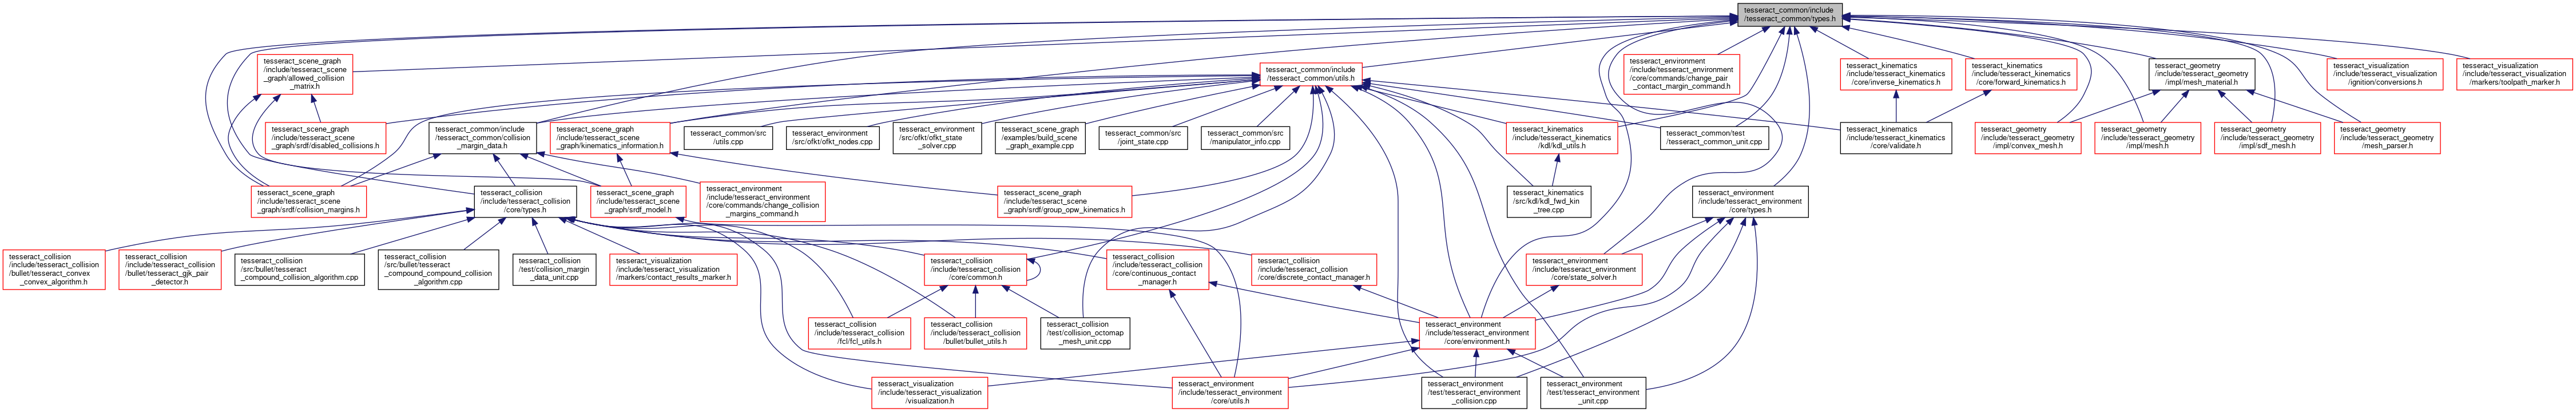 tesseract_common/include
/tesseract_common/types.h
tesseract_scene_graph
/include/tesseract_scene
_graph/allowed_collision
_matrix.h
tesseract_common/include
/tesseract_common/utils.h
tesseract_environment
/include/tesseract_environment
/core/commands/change_pair
_contact_margin_command.h
tesseract_kinematics
/include/tesseract_kinematics
/core/inverse_kinematics.h
tesseract_kinematics
/include/tesseract_kinematics
/core/forward_kinematics.h
tesseract_geometry
/include/tesseract_geometry
/impl/mesh_material.h
tesseract_visualization
/include/tesseract_visualization
/ignition/conversions.h
tesseract_visualization
/include/tesseract_visualization
/markers/toolpath_marker.h
tesseract_scene_graph
/include/tesseract_scene
_graph/srdf/disabled_collisions.h
tesseract_common/include
/tesseract_common/collision
_margin_data.h
tesseract_scene_graph
/include/tesseract_scene
_graph/kinematics_information.h
tesseract_common/src
/utils.cpp
tesseract_environment
/src/ofkt/ofkt_nodes.cpp
tesseract_environment
/src/ofkt/ofkt_state
_solver.cpp
tesseract_scene_graph
/examples/build_scene
_graph_example.cpp
tesseract_common/src
/joint_state.cpp
tesseract_common/src
/manipulator_info.cpp
tesseract_kinematics
/include/tesseract_kinematics
/kdl/kdl_utils.h
tesseract_common/test
/tesseract_common_unit.cpp
tesseract_kinematics
/include/tesseract_kinematics
/core/validate.h
tesseract_geometry
/include/tesseract_geometry
/impl/convex_mesh.h
tesseract_geometry
/include/tesseract_geometry
/impl/mesh.h
tesseract_geometry
/include/tesseract_geometry
/impl/sdf_mesh.h
tesseract_geometry
/include/tesseract_geometry
/mesh_parser.h
tesseract_scene_graph
/include/tesseract_scene
_graph/srdf/collision_margins.h
tesseract_collision
/include/tesseract_collision
/core/types.h
tesseract_scene_graph
/include/tesseract_scene
_graph/srdf_model.h
tesseract_environment
/include/tesseract_environment
/core/commands/change_collision
_margins_command.h
tesseract_scene_graph
/include/tesseract_scene
_graph/srdf/group_opw_kinematics.h
tesseract_kinematics
/src/kdl/kdl_fwd_kin
_tree.cpp
tesseract_environment
/include/tesseract_environment
/core/types.h
tesseract_collision
/include/tesseract_collision
/bullet/tesseract_convex
_convex_algorithm.h
tesseract_collision
/include/tesseract_collision
/bullet/tesseract_gjk_pair
_detector.h
tesseract_collision
/src/bullet/tesseract
_compound_collision_algorithm.cpp
tesseract_collision
/src/bullet/tesseract
_compound_compound_collision
_algorithm.cpp
tesseract_collision
/test/collision_margin
_data_unit.cpp
tesseract_visualization
/include/tesseract_visualization
/markers/contact_results_marker.h
tesseract_collision
/include/tesseract_collision
/core/common.h
tesseract_collision
/include/tesseract_collision
/core/continuous_contact
_manager.h
tesseract_collision
/include/tesseract_collision
/core/discrete_contact_manager.h
tesseract_environment
/include/tesseract_environment
/core/state_solver.h
tesseract_collision
/include/tesseract_collision
/fcl/fcl_utils.h
tesseract_collision
/include/tesseract_collision
/bullet/bullet_utils.h
tesseract_collision
/test/collision_octomap
_mesh_unit.cpp
tesseract_environment
/include/tesseract_environment
/core/environment.h
tesseract_visualization
/include/tesseract_visualization
/visualization.h
tesseract_environment
/include/tesseract_environment
/core/utils.h
tesseract_environment
/test/tesseract_environment
_collision.cpp
tesseract_environment
/test/tesseract_environment
_unit.cpp